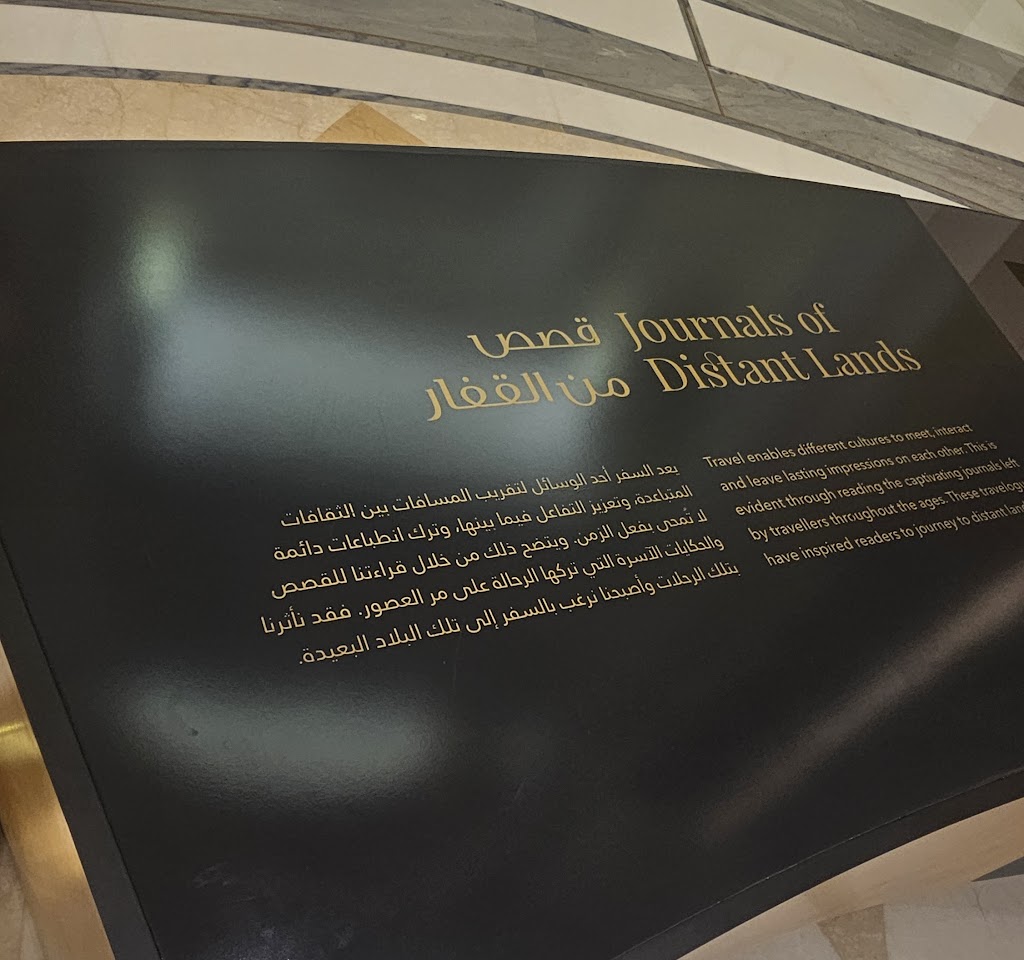 Journals of
Distant Lands
قصص
من القفار
Travel enables different cultures to meet, interact
and leave lasting impressions on each other. This is
evident through reading the captivating journals left
by travellers throughout the ages. These
have inspired readers to journey to distant
يعد السفر أحد الوسائل لتقريب المسافات بين الثقافات
المتباعدة، وتعزيز التفاعل فيما بينها، وترك انطباعات دائمة
لا تُمحى بفعل الزمن. ويتضح ذلك من خلال قراءتنا للقصص
والحكايات الآسرة التي تركها الرحالة على مر العصور. فقد تأثرنا
بتلك الرحلات وأصبحنا نرغب بالسفر إلى تلك البلاد البعيدة.